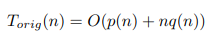 T_{orig}(n) = O(p(n) + nq(n))